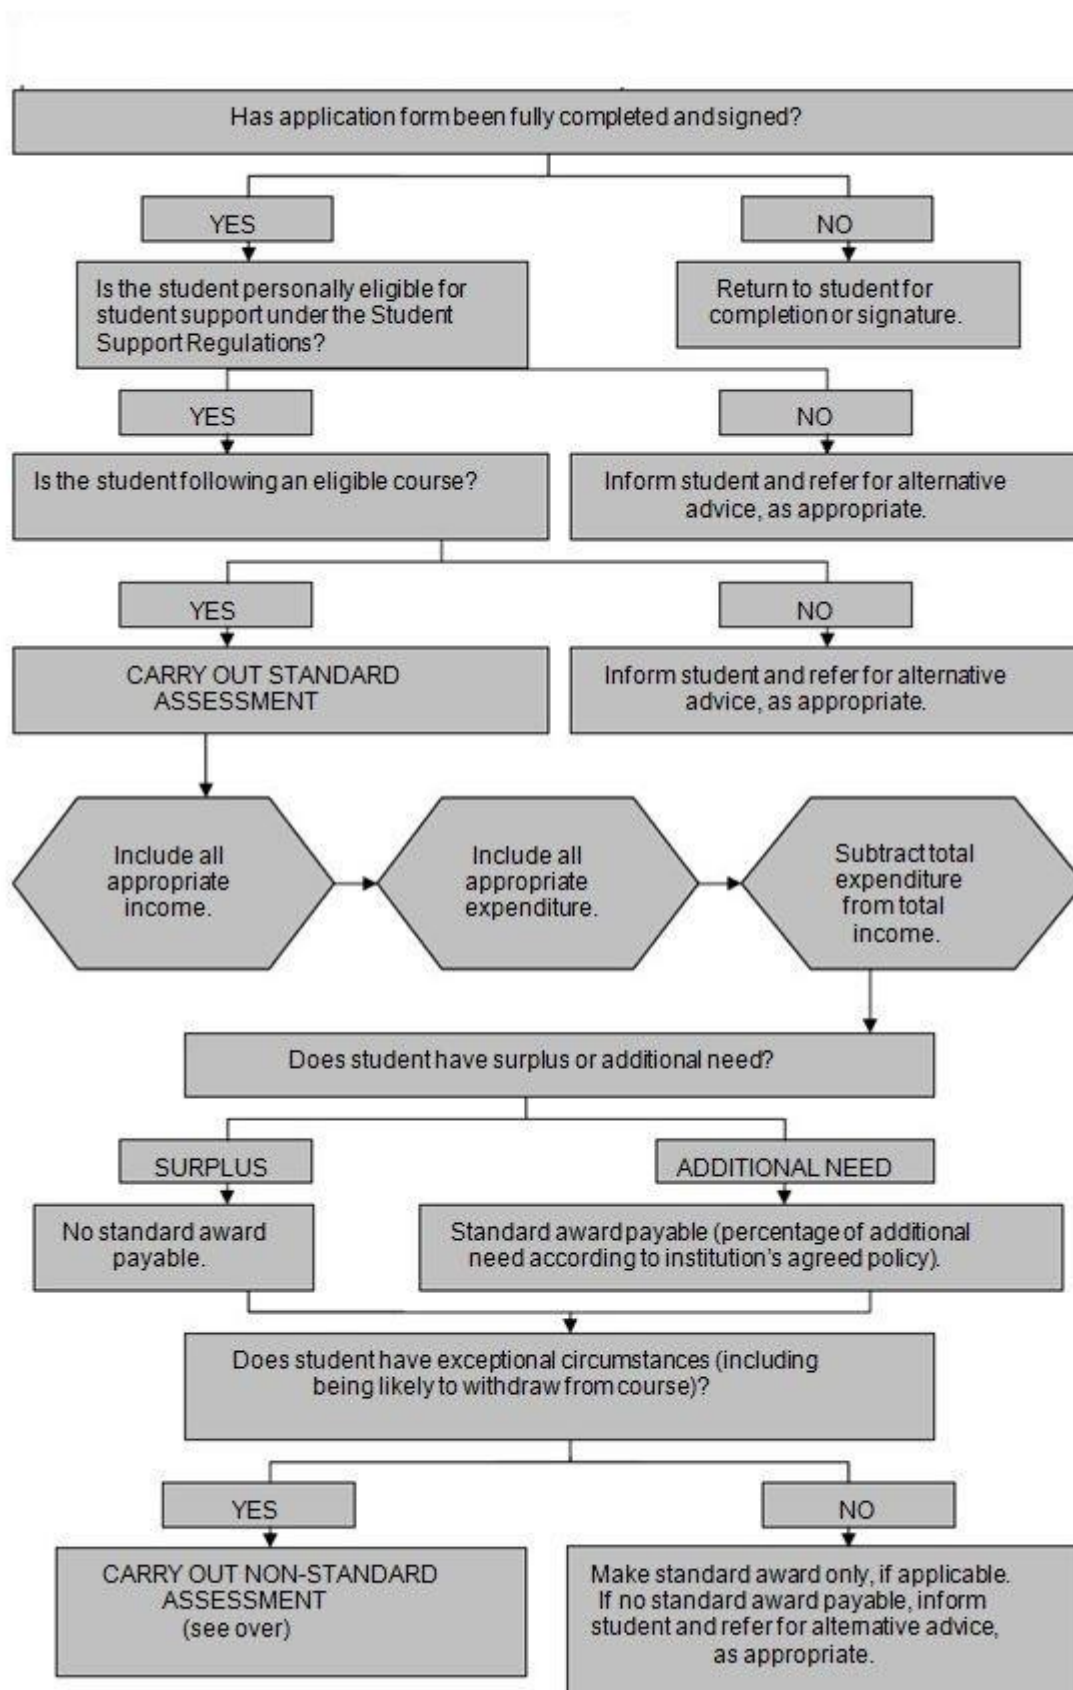 Has application form been fully completed and signed?
YES
NO
Is the student personally eligible for
student support under the Student
Support Regulations?
Return to student for
completion or signature.
YES
NO
Is the student following an eligible course?
Inform student and refer for alternative
advice, as appropriate.
YES
NO
CARRY OUT STANDARD
ASSESSMENT
Inform student and refer for alternative
advice, as appropriate.
Include all
appropriate
income.
Include all
appropriate
expenditure.
Subtract total
expenditure
from total
income.
Does student have surplus or additional need?
SURPLUS
ADDITIONAL NEED
No standard award
payable.
Standard award payable (percentage of additional
need according to institution's agreed policy).
Does student have exceptional circumstances (including
being likely to withdraw from course)?
YES
NO
CARRY OUT NON-STANDARD
ASSESSMENT
(see over)
Make standard award only, if applicable.
If no standard award payable, inform
student and refer for alternative advice,
as appropriate.